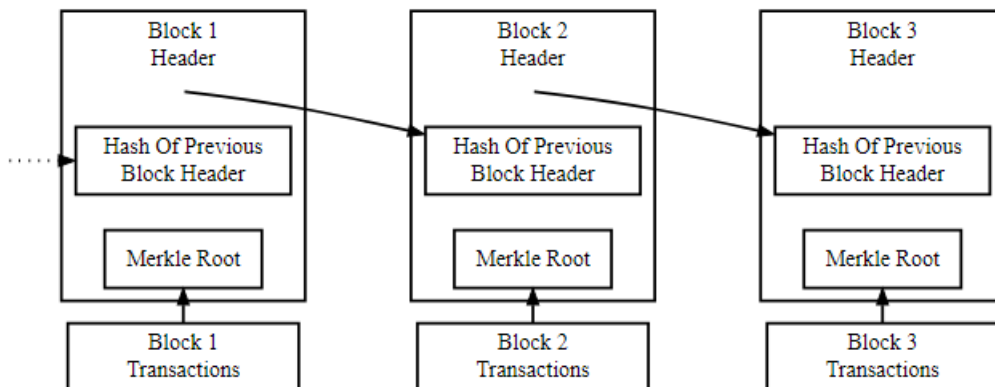 Block 1
Header
Hash Of Previous
Block Header
Merkle Root
Block 1
Transactions
Block 2
Header
Hash Of Previous
Block Header
Merkle Root
Block 2
Transactions
Block 3
Header
Hash Of Previous
Block Header
Merkle Root
Block 3
Transactions